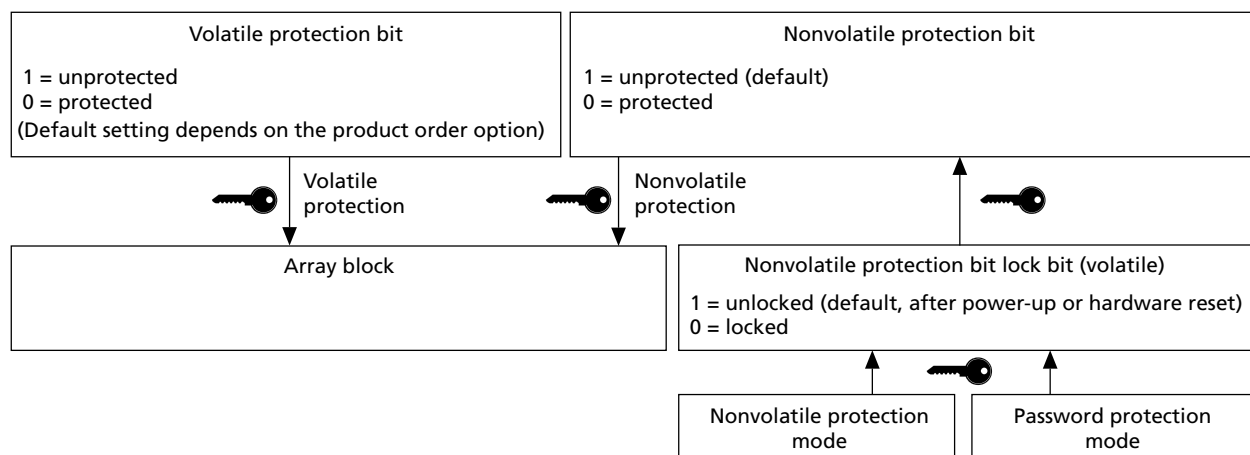 Volatile protection bit
1 = unprotected
0 = protected
(Default setting depends on the product order option)
Nonvolatile protection bit
1 = unprotected (default)
0 = protected
Volatile
protection
Nonvolatile
protection
Array block
Nonvolatile protection bit lock bit (volatile)
1 = unlocked (default, after power-up or hardware reset)
0 = locked
Nonvolatile protection
mode
Password protection
mode